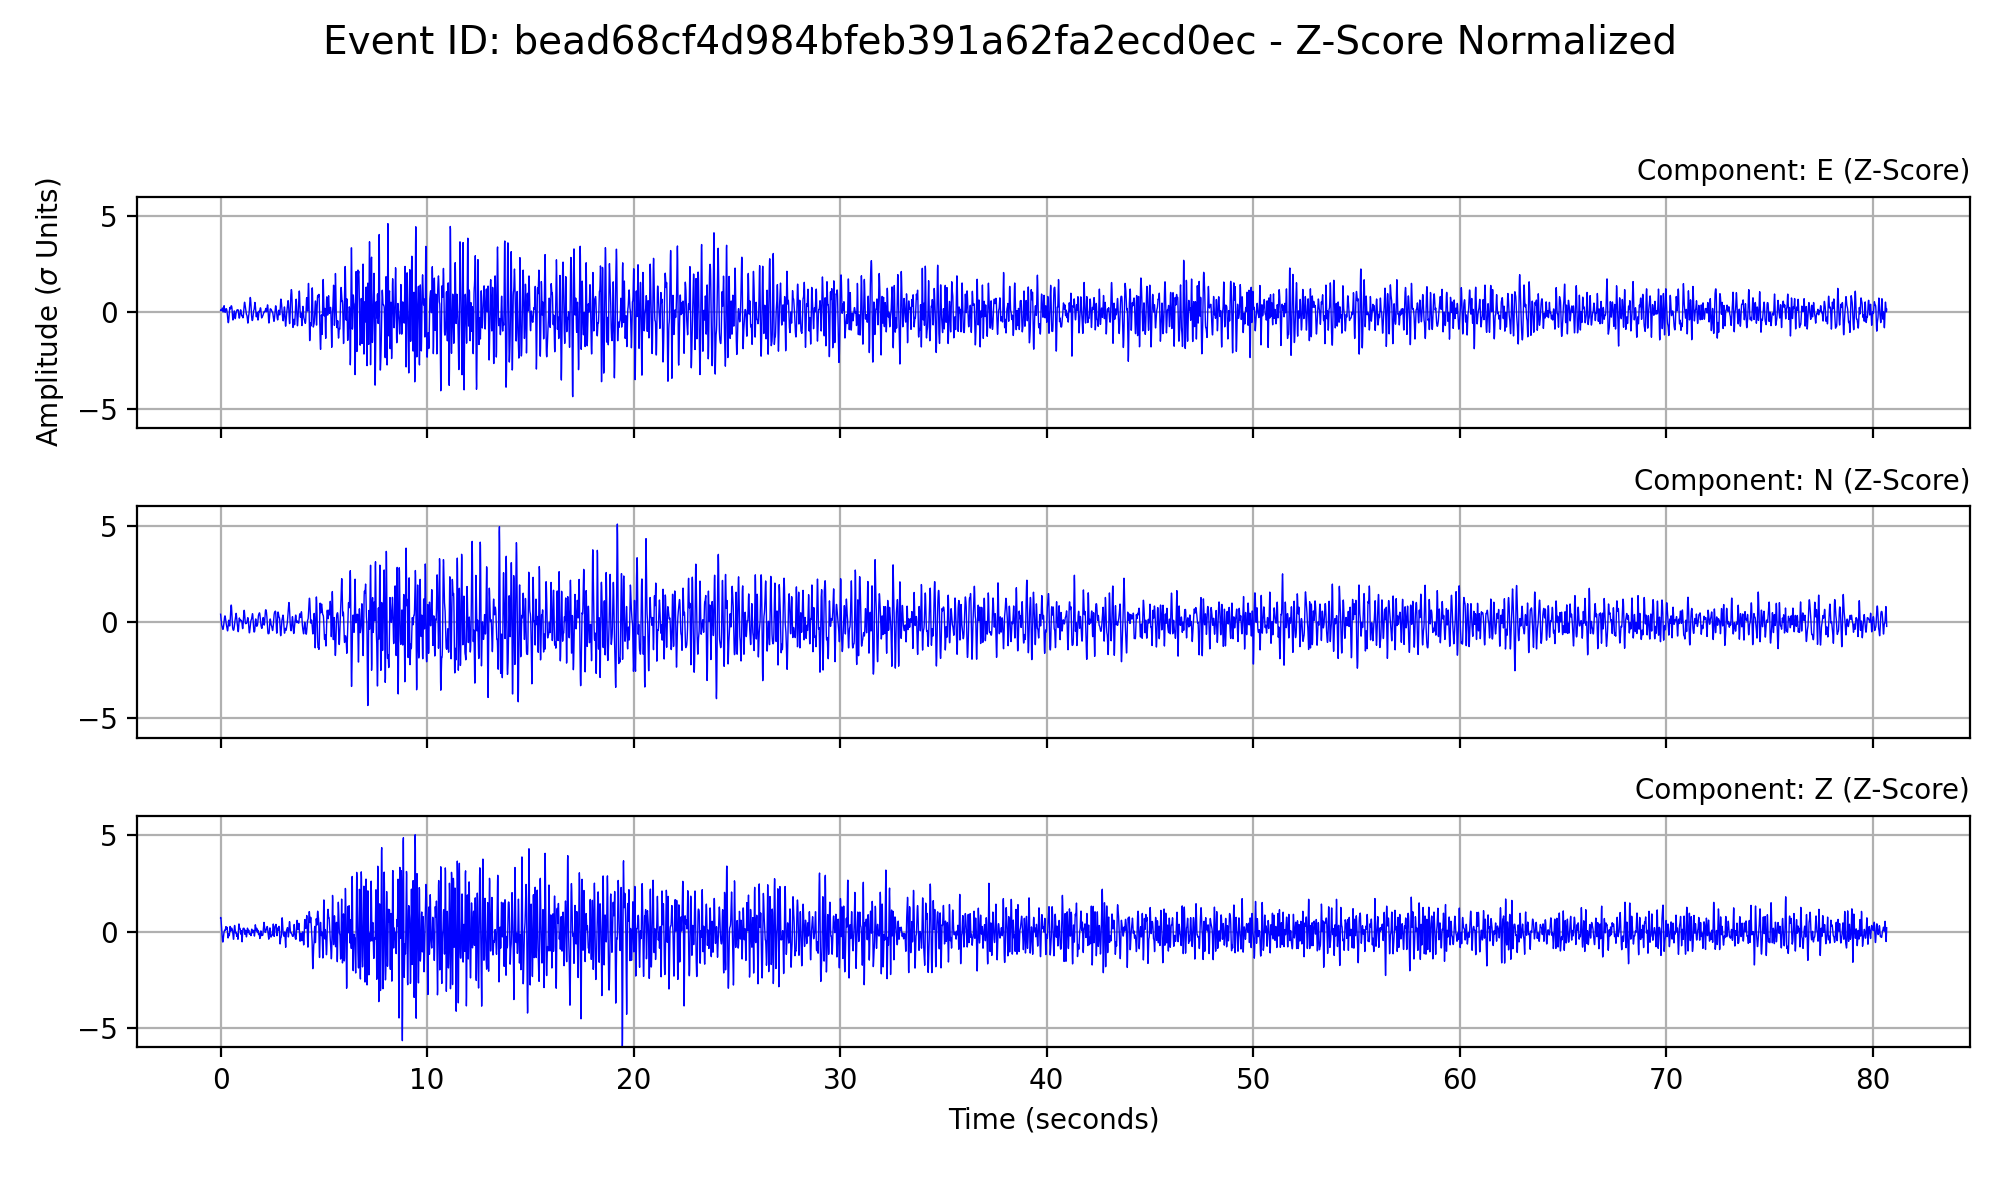 Event ID: bead68cf4d984bfeb391a62fa2ecd0ec - Z-Score Normalized
Component: E (Z-Score)
Amplitude (σ Units)
5
0
−5
Component: N (Z-Score)
5
0
−5
Component: Z (Z-Score)
5
0
−5
0 10 20 30 40 50 60 70 80
Time (seconds)